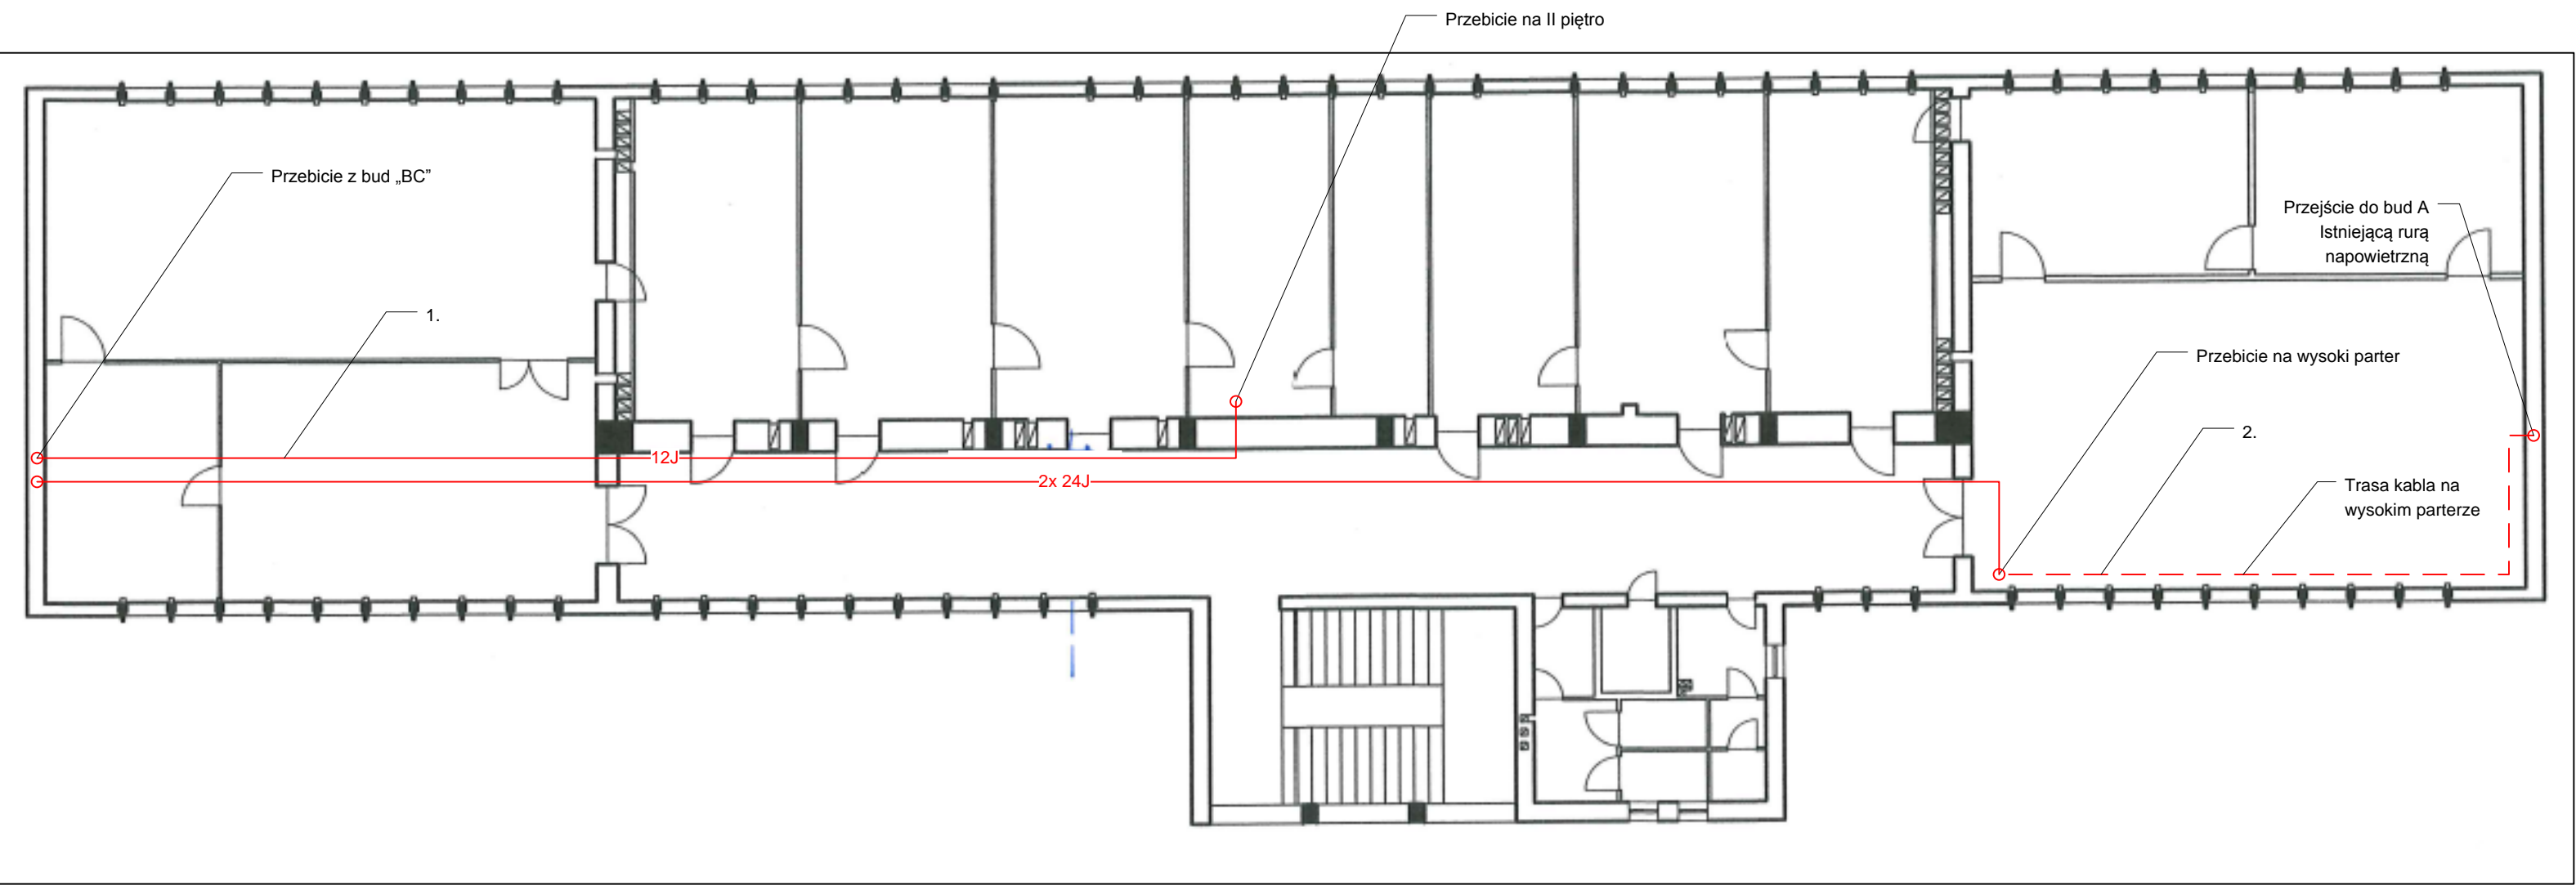 Przebicie na II piętro
Przebicie z bud „BC”
Przejście do bud A
Istniejącą rurą
napowietrzną
1.
Przebicie na wysoki parter
2.
12J
2x 24J
Trasa kabla na
wysokim parterze